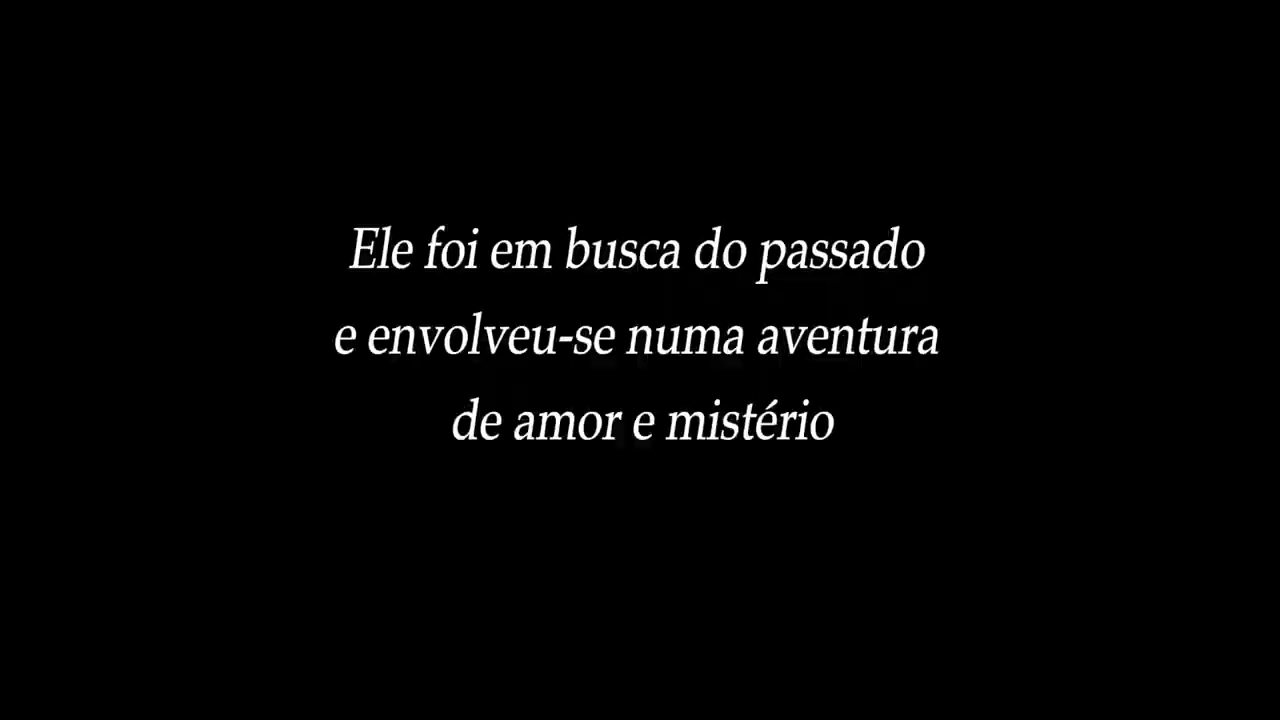 Ele foi em busca do passado
e envolveu-se numa aventura
de amor e mistério